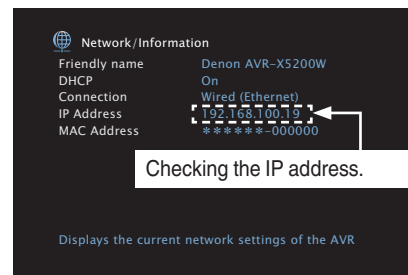 Network/Information
Friendly name Denon AVR-X5200W
DHCP On
Connection Wired (Ethernet)
IP Address 192.168.100.19
MAC Address ******-000000
Checking the IP address.
Displays the current network settings of the AVR